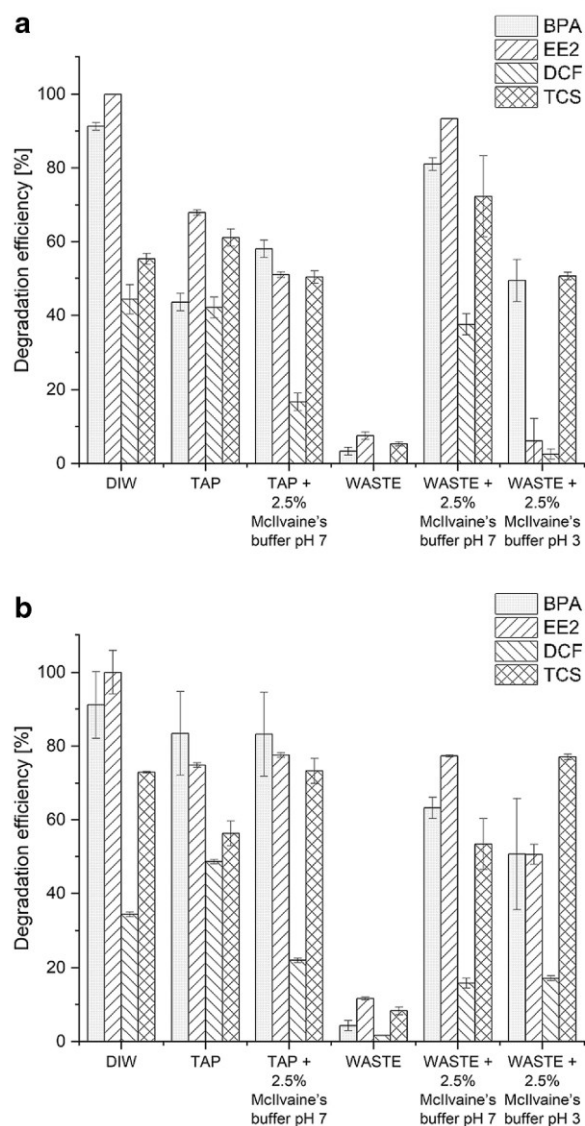 a
BPA
EE2
DCF
TCS
Degradation efficiency [%]
100
80
60
40
20
0
DIW
TAP
TAP +
2.5%
McIlvaine's
buffer pH 7
WASTE
WASTE +
2.5%
McIlvaine's
buffer pH 7
WASTE +
2.5%
McIlvaine's
buffer pH 3
b
BPA
EE2
DCF
TCS
Degradation efficiency [%]
100
80
60
40
20
0
DIW
TAP
TAP +
2.5%
McIlvaine's
buffer pH 7
WASTE
WASTE +
2.5%
McIlvaine's
buffer pH 7
WASTE +
2.5%
McIlvaine's
buffer pH 3